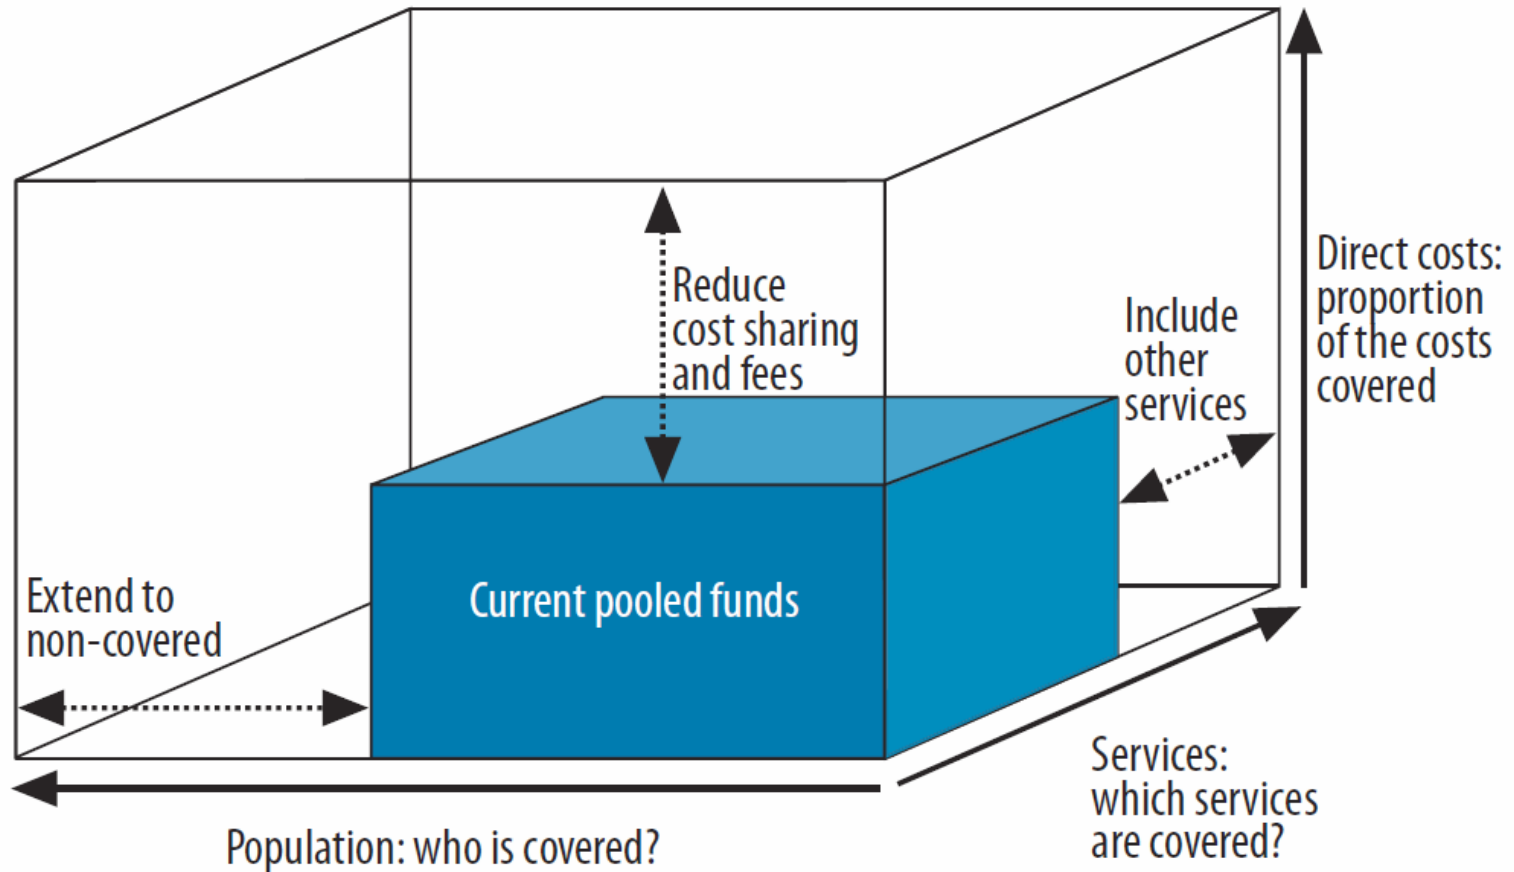 Reduce
cost sharing
and fees
Include
other
services
Direct costs:
proportion
of the costs
covered
Extend to
non-covered
Current pooled funds
Services:
which services
are covered?
Population: who is covered?